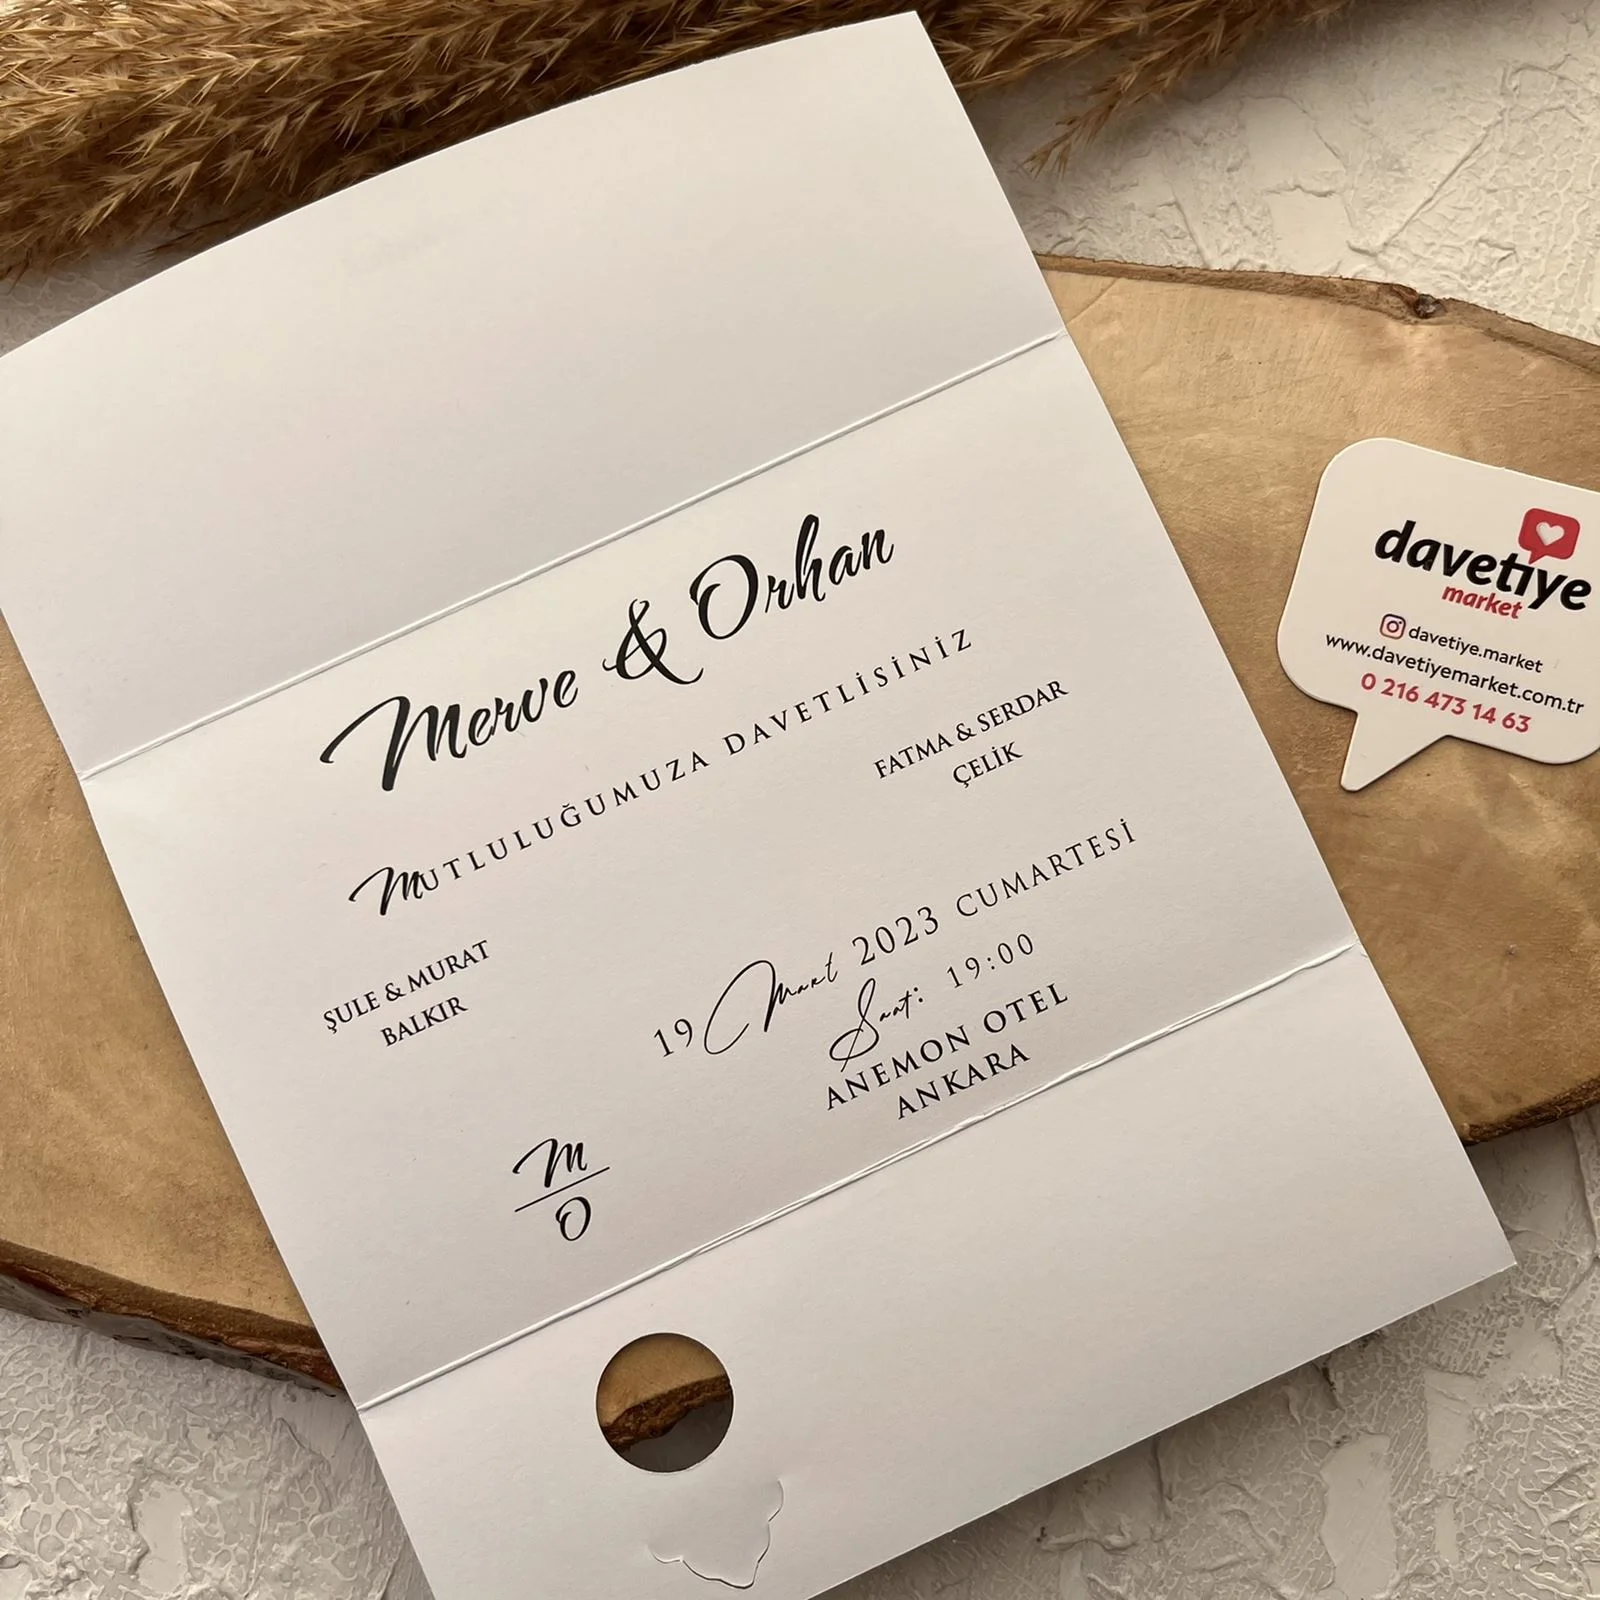 Merve & Orhan
MUTLULUĞUMUZA DAVETLİSİNİZ
ŞULE & MURAT
BALKIR
FATMA & SERDAR
ÇELİK
19 Mart 2023 CUMARTESİ
Saat: 19:00
ANEMON OTEL
ANKARA
M
O
davetiye
market
davetiye.market
www.davetiyemarket.com.tr
0 216 473 14 63